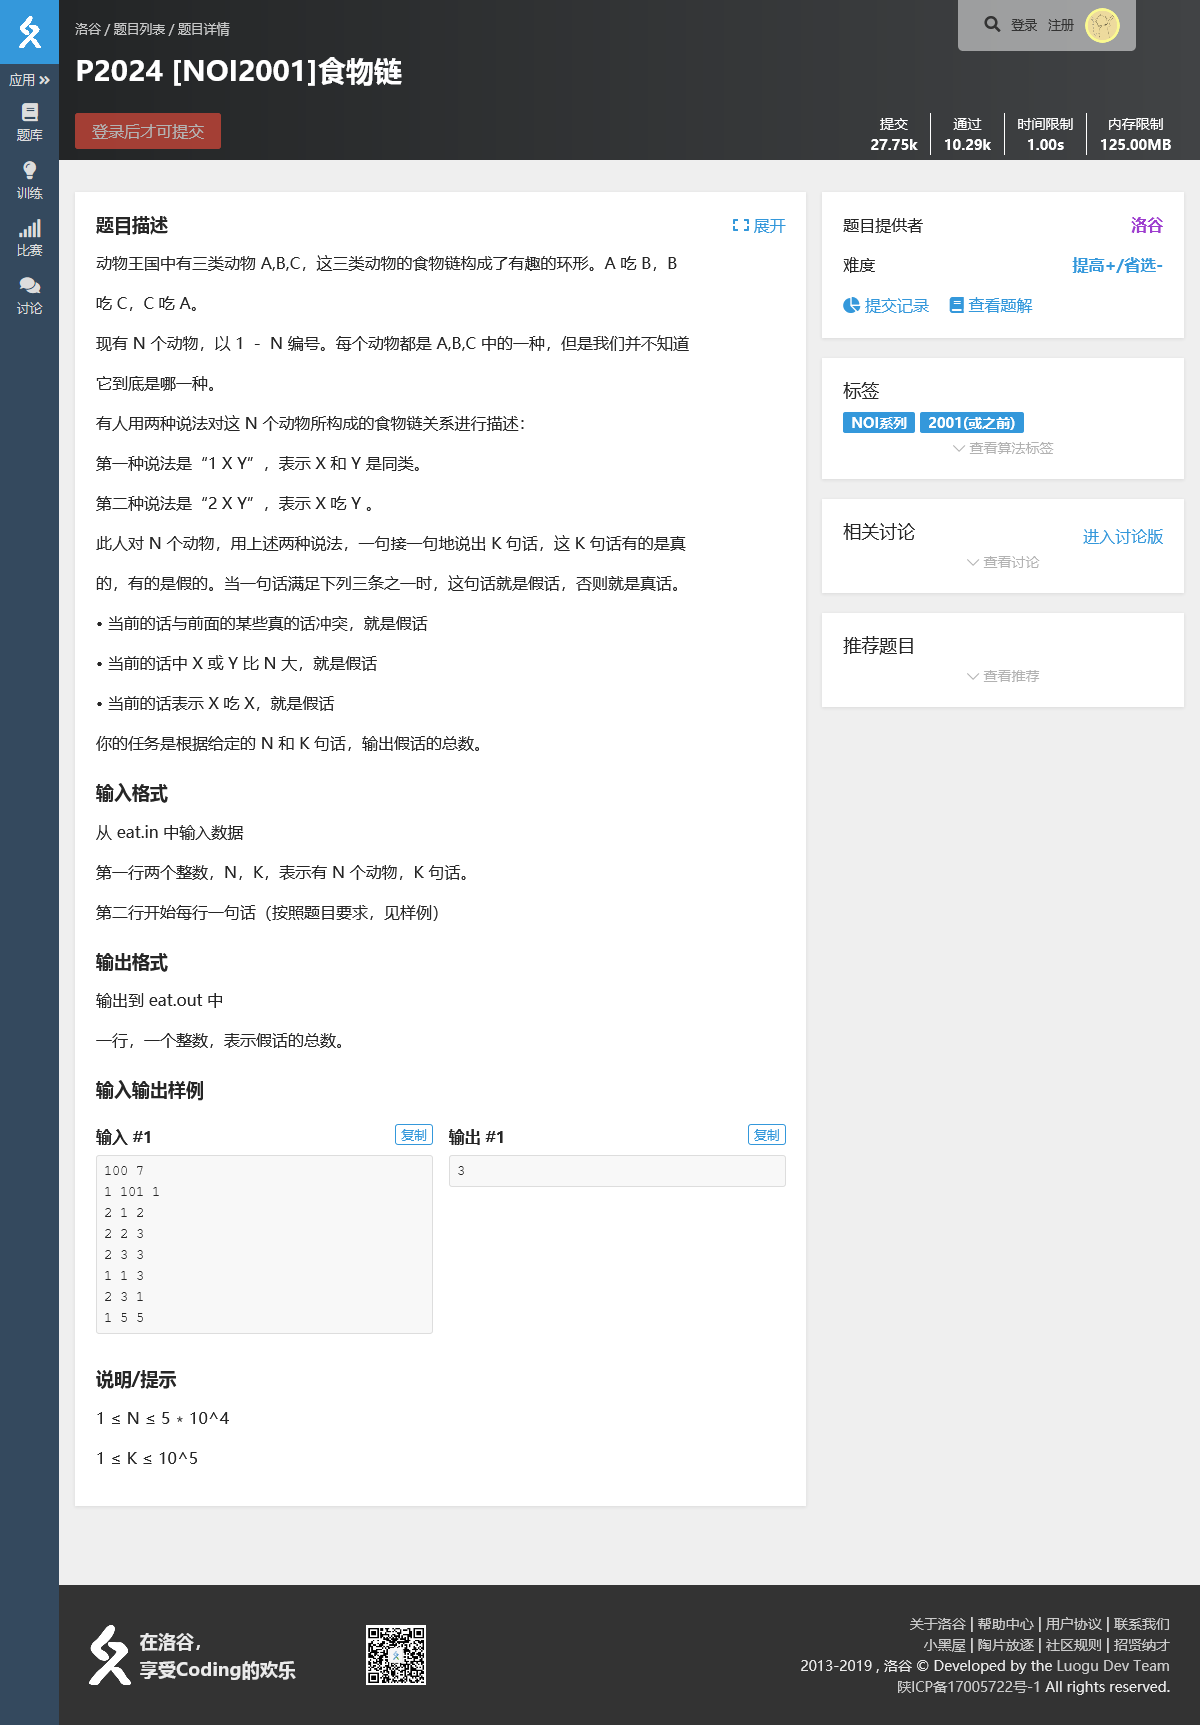 洛谷 / 题目列表 / 题目详情
登录 注册
P2024 [NOI2001]食物链
应用
题库
训练
比赛
讨论
登录后才可提交
提交
27.75k
通过
10.29k
时间限制
1.00s
内存限制
125.00MB
题目描述
展开
动物王国中有三类动物 A,B,C，这三类动物的食物链构成了有趣的环形。A 吃 B，B
吃 C，C 吃 A。
现有 N 个动物，以 1 － N 编号。每个动物都是 A,B,C 中的一种，但是我们并不知道
它到底是哪一种。
有人用两种说法对这 N 个动物所构成的食物链关系进行描述：
第一种说法是“1 X Y”，表示 X 和 Y 是同类。
第二种说法是“2 X Y”，表示 X 吃 Y 。
此人对 N 个动物，用上述两种说法，一句接一句地说出 K 句话，这 K 句话有的是真
的，有的是假的。当一句话满足下列三条之一时，这句话就是假话，否则就是真话。
• 当前的话与前面的某些真的话冲突，就是假话
• 当前的话中 X 或 Y 比 N 大，就是假话
• 当前的话表示 X 吃 X，就是假话
你的任务是根据给定的 N 和 K 句话，输出假话的总数。
输入格式
从 eat.in 中输入数据
第一行两个整数，N，K，表示有 N 个动物，K 句话。
第二行开始每行一句话（按照题目要求，见样例）
输出格式
输出到 eat.out 中
一行，一个整数，表示假话的总数。
输入输出样例
输入 #1
复制
100 7
1 101 1
2 1 2
2 2 3
2 3 3
1 1 3
2 3 1
1 5 5
输出 #1
复制
3
说明/提示
1 ≤ N ≤ 5 * 10^4
1 ≤ K ≤ 10^5
题目提供者
洛谷
难度
提高+/省选-
提交记录
查看题解
标签
NOI系列
2001(或之前)
查看算法标签
相关讨论
进入讨论版
查看讨论
推荐题目
查看推荐
在洛谷，
享受Coding的欢乐
关于洛谷 | 帮助中心 | 用户协议 | 联系我们
小黑屋 | 陶片放逐 | 社区规则 | 招贤纳才
2013-2019 , 洛谷 © Developed by the Luogu Dev Team
陕ICP备17005722号-1 All rights reserved.